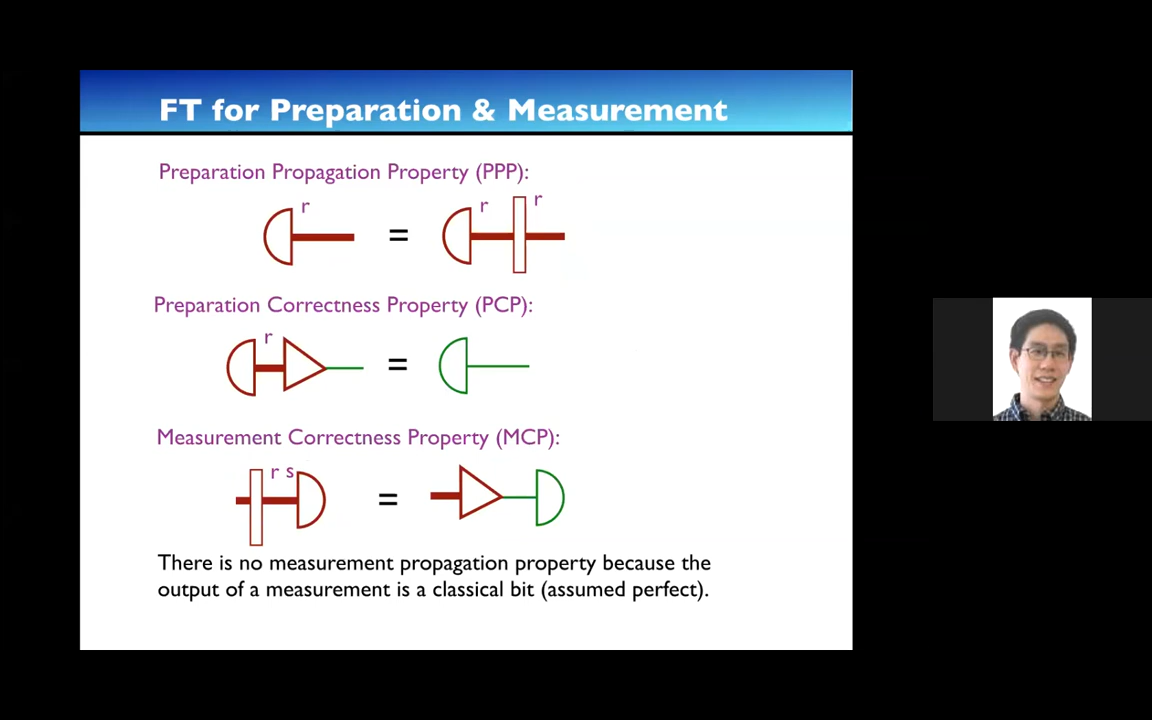 FT for Preparation & Measurement
Preparation Propagation Property (PPP):
r = r r
Preparation Correctness Property (PCP):
r =
Measurement Correctness Property (MCP):
r s =
There is no measurement propagation property because the
output of a measurement is a classical bit (assumed perfect).